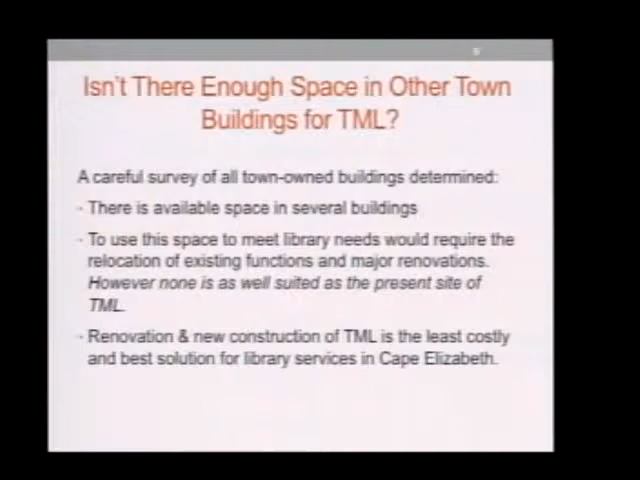 Isn't There Enough Space in Other Town
Buildings for TML?
A careful survey of all town-owned buildings determined:
· There is available space in several buildings
· To use this space to meet library needs would require the
relocation of existing functions and major renovations.
However none is as well suited as the present site of
TML.
· Renovation & new construction of TML is the least costly
and best solution for library services in Cape Elizabeth.